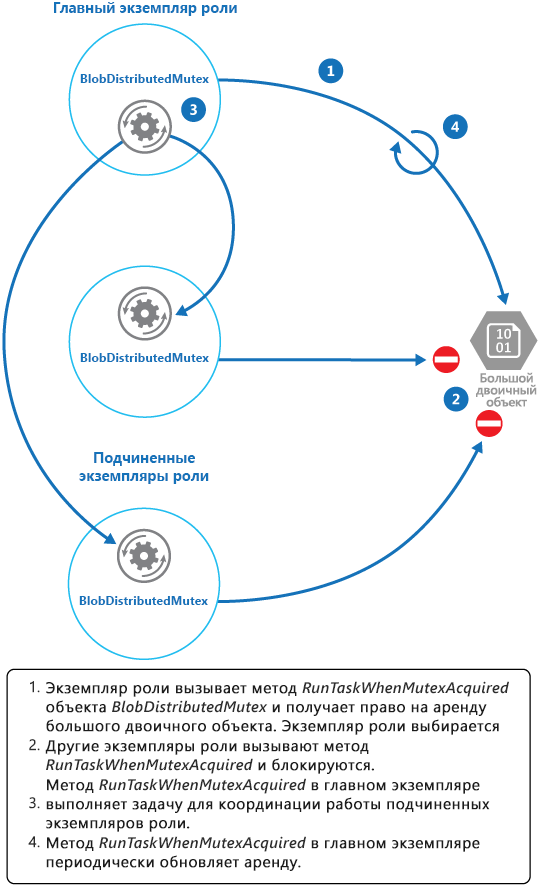 Главный экземпляр роли
BlobDistributedMutex
1
3
4
10
01
BlobDistributedMutex
Большой
двоичный
объект
2
Подчиненные
экземпляры роли
BlobDistributedMutex
1. Экземпляр роли вызывает метод RunTaskWhenMutexAcquired
объекта BlobDistributedMutex и получает право на аренду
большого двоичного объекта. Экземпляр роли выбирается
2. Другие экземпляры роли вызывают метод
RunTaskWhenMutexAcquired и блокируются.
Метод RunTaskWhenMutexAcquired в главном экземпляре
3. выполняет задачу для координации работы подчиненных
экземпляров роли.
4. Метод RunTaskWhenMutexAcquired в главном экземпляре
периодически обновляет аренду.